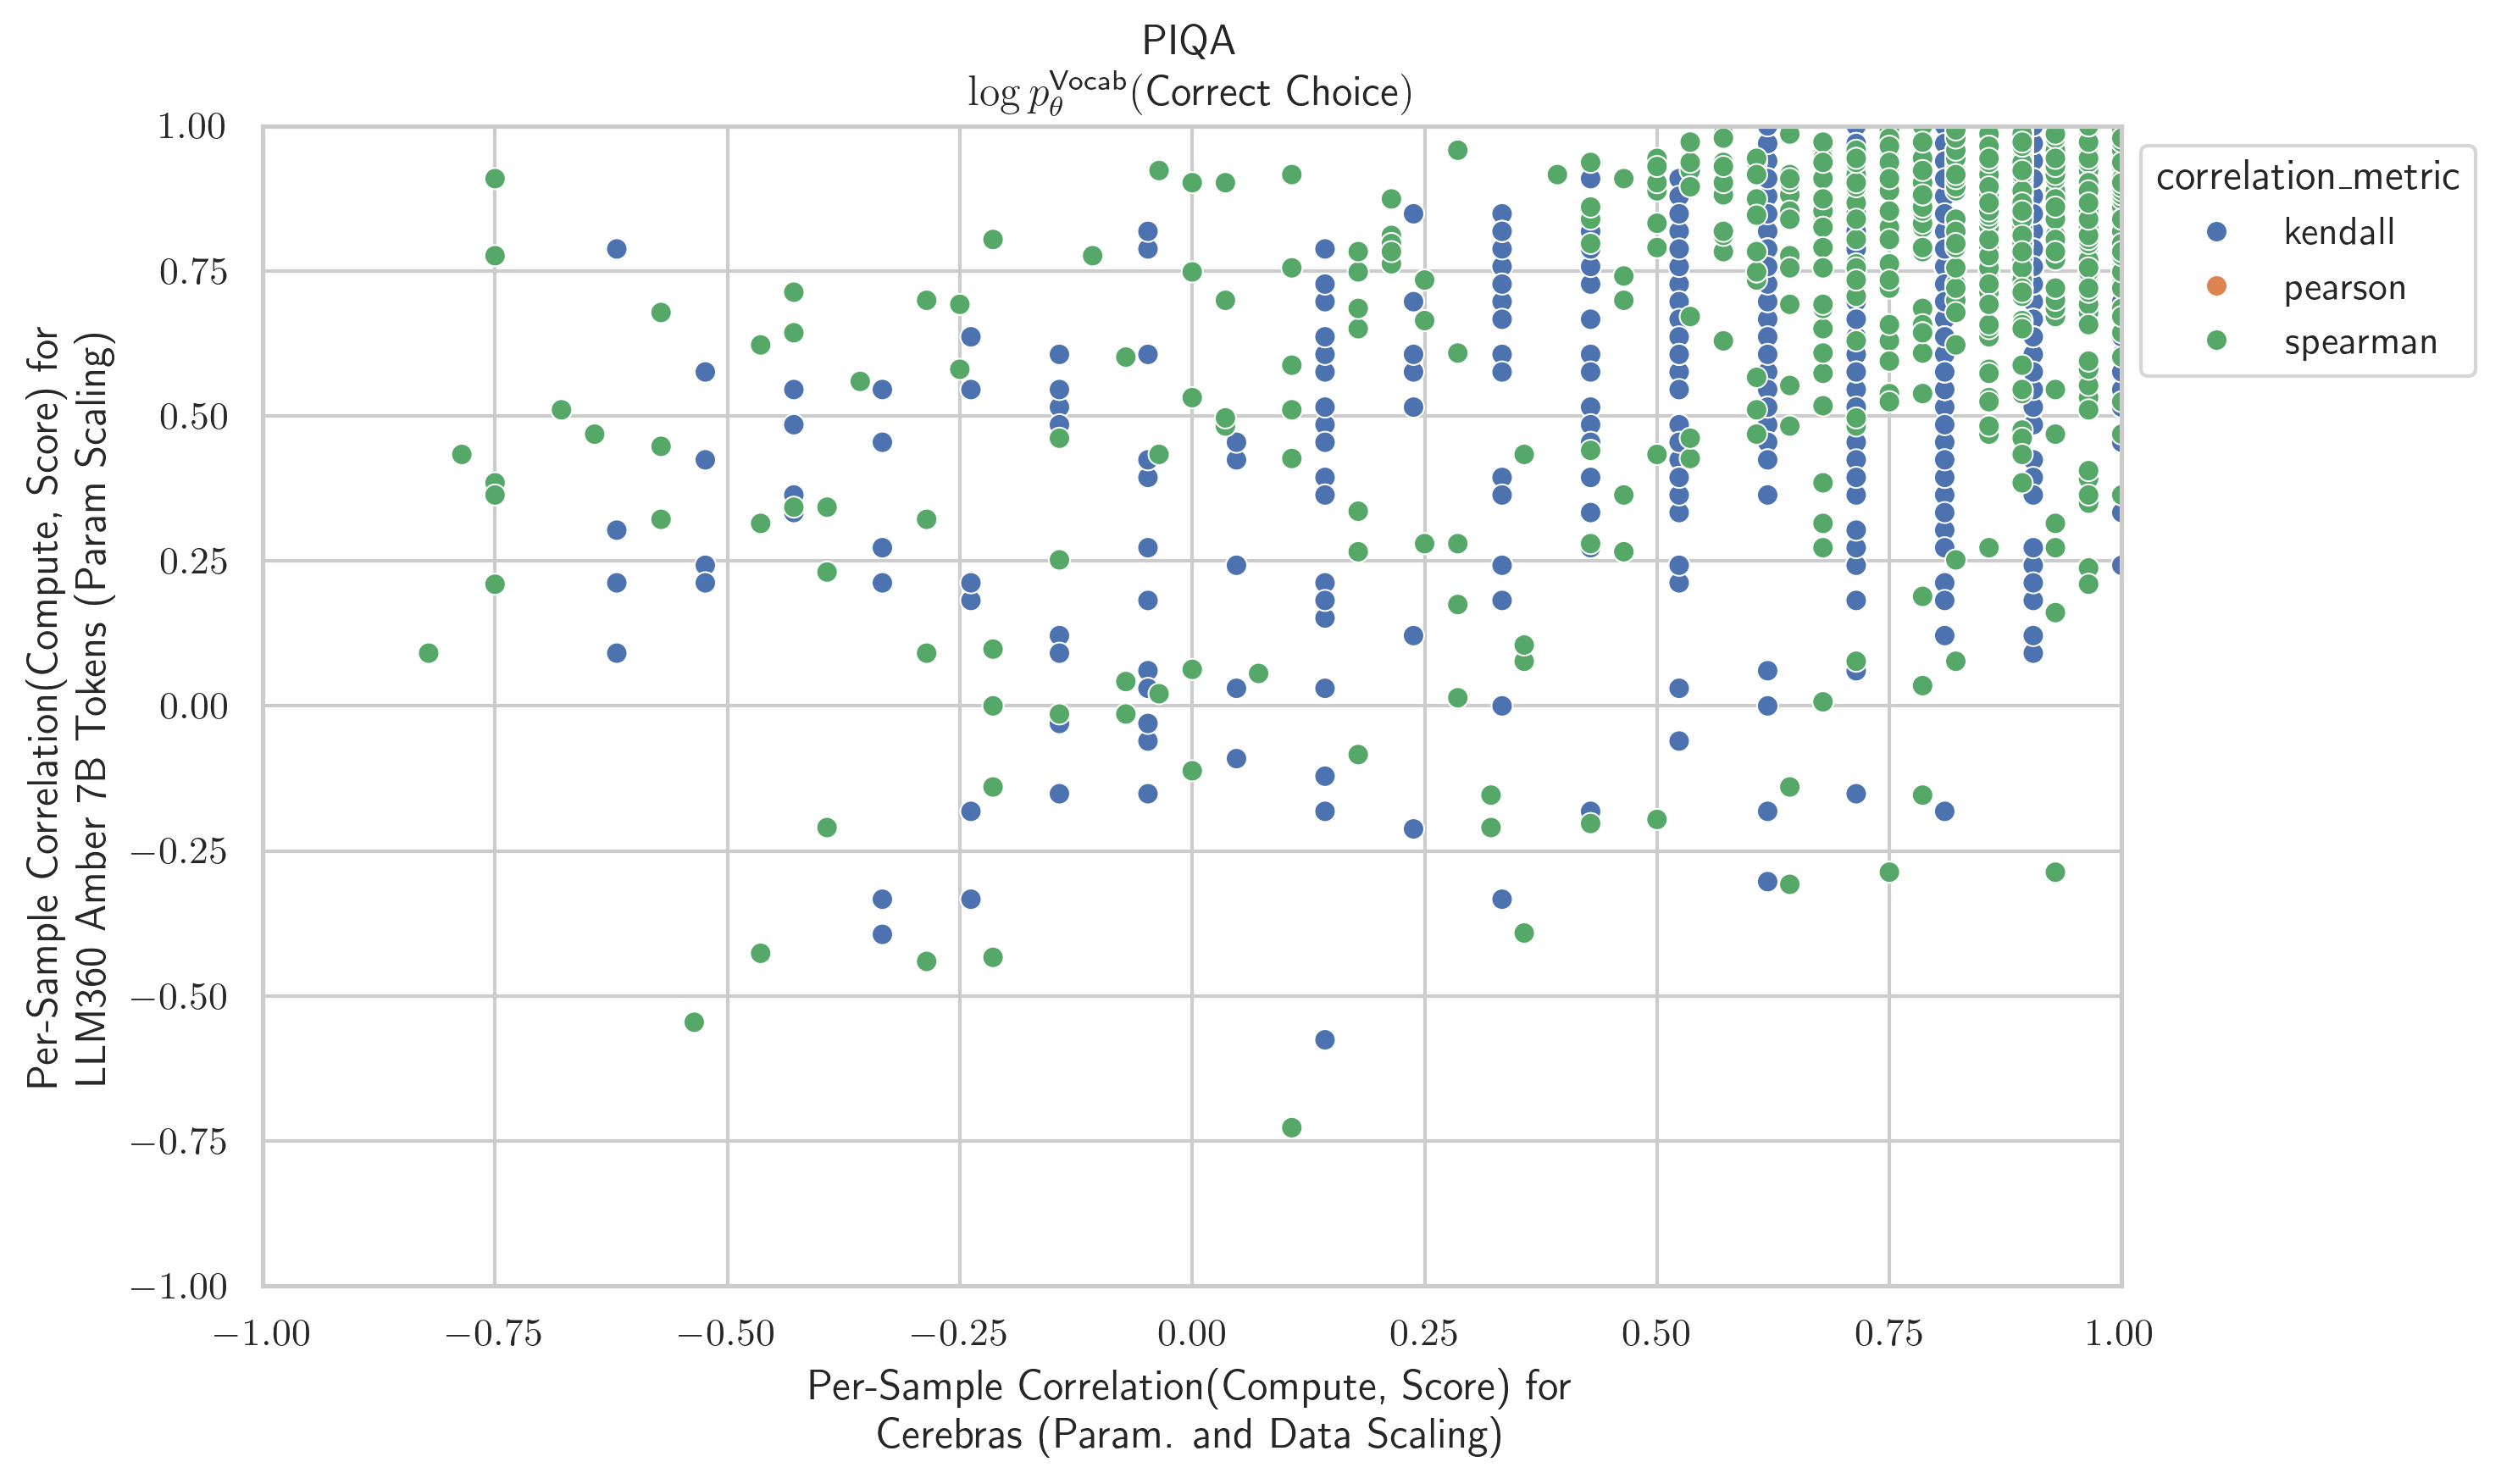 PIQA
log p_θ^Vocab(Correct Choice)
Per-Sample Correlation(Compute, Score) for
LLM360 Amber 7B Tokens (Param Scaling)
1.00
0.75
0.50
0.25
0.00
−0.25
−0.50
−0.75
−1.00
−1.00 −0.75 −0.50 −0.25 0.00 0.25 0.50 0.75 1.00
Per-Sample Correlation(Compute, Score) for
Cerebras (Param. and Data Scaling)
correlation_metric
kendall
pearson
spearman